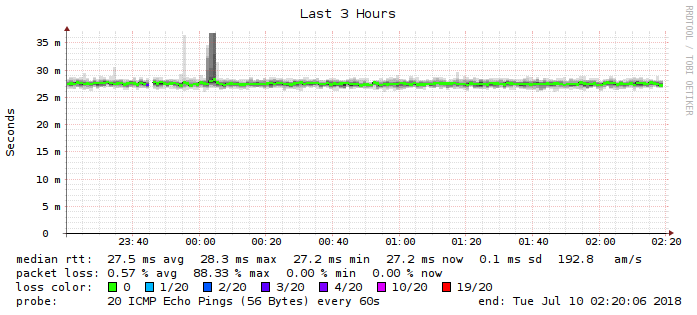 Last 3 Hours
RRDTOOL / TOBI OETIKER
Seconds
35 m
30 m
25 m
20 m
15 m
10 m
5 m
0
23:40 00:00 00:20 00:40 01:00 01:20 01:40 02:00 02:20
median rtt: 27.5 ms avg 28.3 ms max 27.2 ms min 27.2 ms now 0.1 ms sd 192.8 am/s
packet loss: 0.57 % avg 88.33 % max 0.00 % min 0.00 % now
loss color: 0 1/20 2/20 3/20 4/20 10/20 19/20
probe: 20 ICMP Echo Pings (56 Bytes) every 60s end: Tue Jul 10 02:20:06 2018